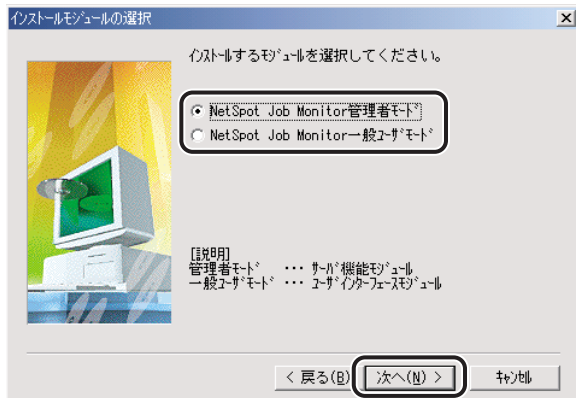 インストールモジュールの選択
インストールするモジュールを選択してください。
NetSpot Job Monitor管理者モード
NetSpot Job Monitor一般ユーザモード
[説明]
管理者モード ・・・ サーバ機能モジュール
一般ユーザモード ・・・ ユーザインターフェースモジュール
< 戻る(B) 次へ(N) > キャンセル